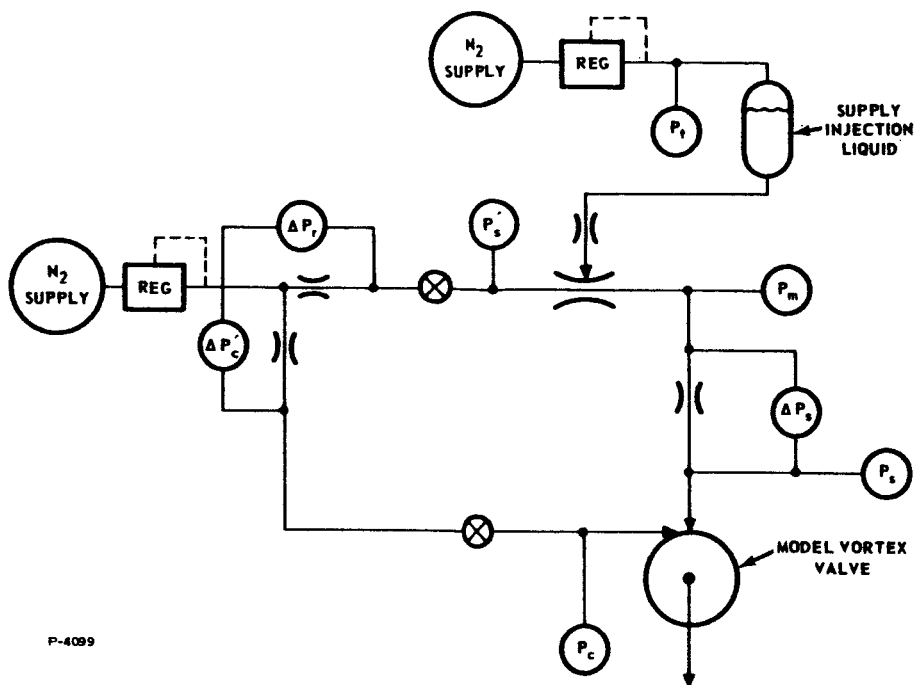 N2
SUPPLY
REG
Pt
SUPPLY
INJECTION
LIQUID
ΔPr
Ps'
N2
SUPPLY
REG
Pm
ΔPc'
ΔPs
Ps
MODEL VORTEX
VALVE
Pc
P-4099